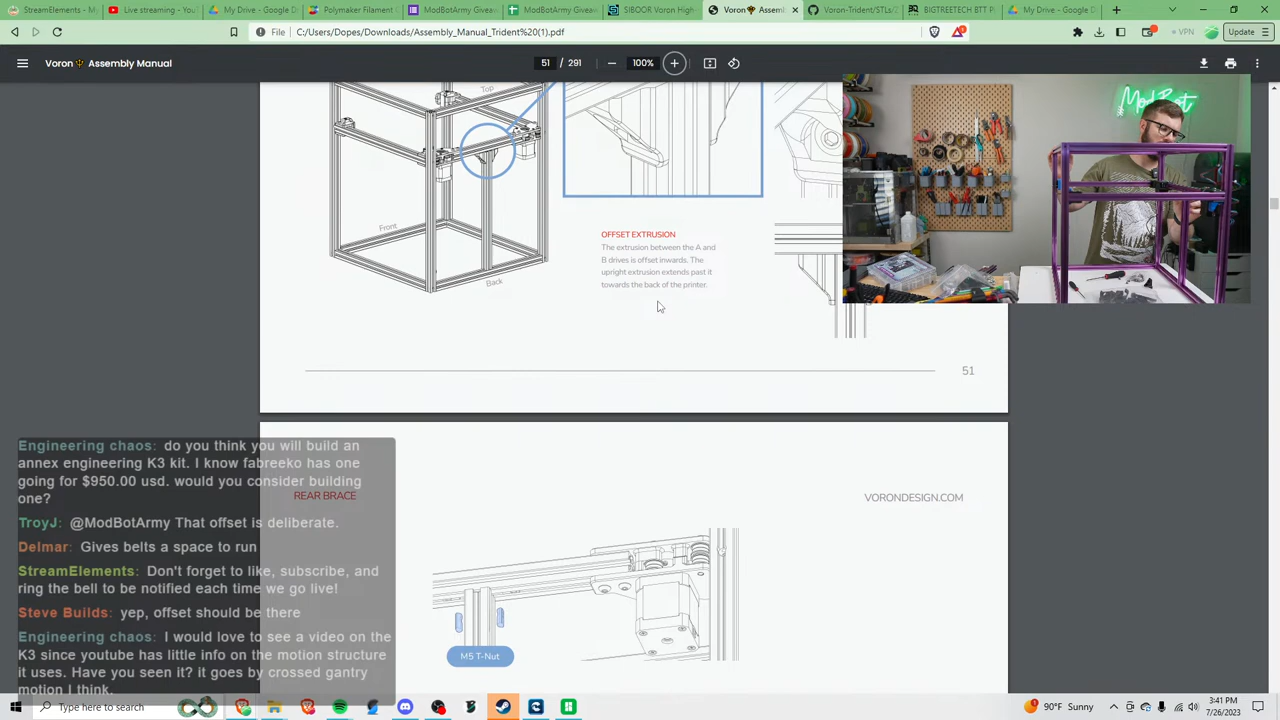 StreamElements - M
Live streaming - You
My Drive - Google D
Polymaker Filament
ModBotArmy Giveaw
ModBotArmy Giveaw
SIBOOR Voron High-
Voron Assemb
Voron-Trident/STLs/
BIGTREETECH BTT P
My Drive - Google D
File C:/Users/Dopes/Downloads/Assembly_Manual_Trident%20(1).pdf
VPN
Update
Voron Assembly Manual
51 / 291
100%
#ModBot
Top
Front
Back
OFFSET EXTRUSION
The extrusion between the A and
B drives is offset inwards. The
upright extrusion extends past it
towards the back of the printer.
51
REAR BRACE
VORONDESIGN.COM
M5 T-Nut
Engineering chaos: do you think you will build an
annex engineering K3 kit. I know fabreeko has one
going for $950.00 usd. would you consider building
one?
TroyJ: @ModBotArmy That offset is deliberate.
Delmar: Gives belts a space to run
StreamElements: Don't forget to like, subscribe, and
ring the bell to be notified each time we go live!
Steve Builds: yep, offset should be there
Engineering chaos: I would love to see a video on the
K3 since youtube has little info on the motion structure
it uses. Have you seen it? it goes by crossed gantry
motion I think.
Type here to search
90°F Sunny
3:41 PM
7/26/2023